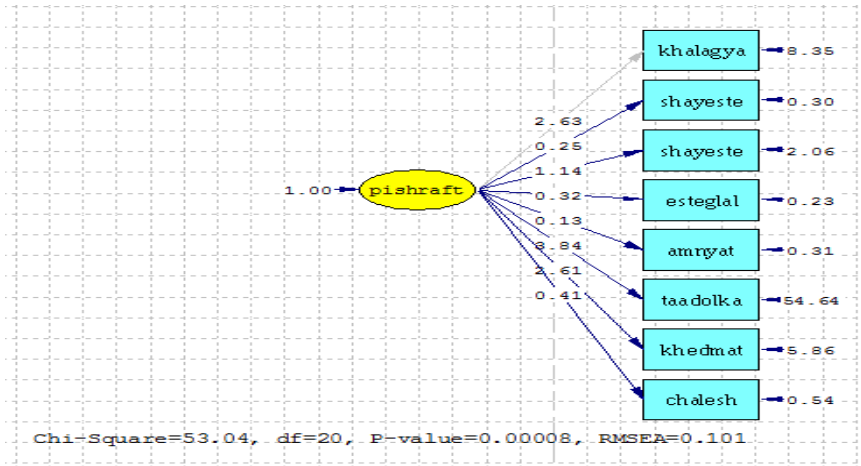 khalagya 8.35
shayeste 0.30
2.63
0.25
shayeste 2.06
1.14
1.00 pishraft
0.32
esteglal 0.23
0.13
amnyat 0.31
3.84
2.61
0.41
taadolka 54.64
khedmat 5.86
chalesh 0.54
Chi-Square=53.04, df=20, P-value=0.00008, RMSEA=0.101